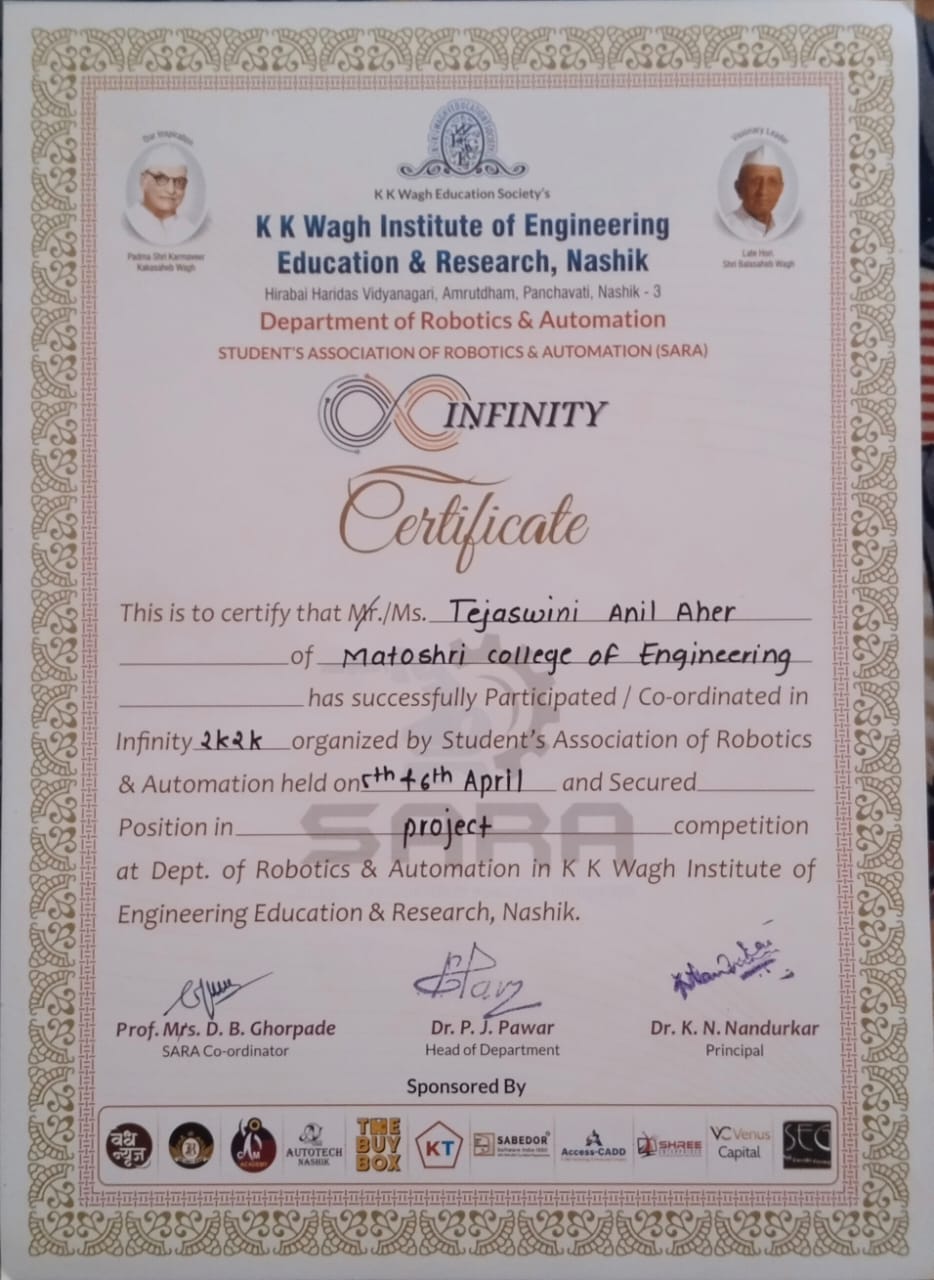 Our Inspiration
Visionary Leader
K K Wagh Education Society's
K K Wagh Institute of Engineering
Education & Research, Nashik
Padma Shri Karmaveer
Kakasaheb Wagh
Late Hon.
Shri Balasaheb Wagh
Hirabai Haridas Vidyanagari, Amrutdham, Panchavati, Nashik - 3
Department of Robotics & Automation
STUDENT'S ASSOCIATION OF ROBOTICS & AUTOMATION (SARA)
INFINITY
Certificate
This is to certify that Mr./Ms. Tejaswini Anil Aher
of Matoshri college of Engineering
has successfully Participated / Co-ordinated in
Infinity 2k2k organized by Student's Association of Robotics
& Automation held on 5th + 6th April and Secured
Position in project competition
SARA
at Dept. of Robotics & Automation in K K Wagh Institute of
Engineering Education & Research, Nashik.
Prof. Mrs. D. B. Ghorpade
SARA Co-ordinator
Dr. P. J. Pawar
Head of Department
Dr. K. N. Nandurkar
Principal
Sponsored By
वेध न्यूज
AUTOTECH
NASHIK
THE
BUY
BOX
KT
SABEDOR
Access-CADD
SHREE
VC Venus
Capital
SEC